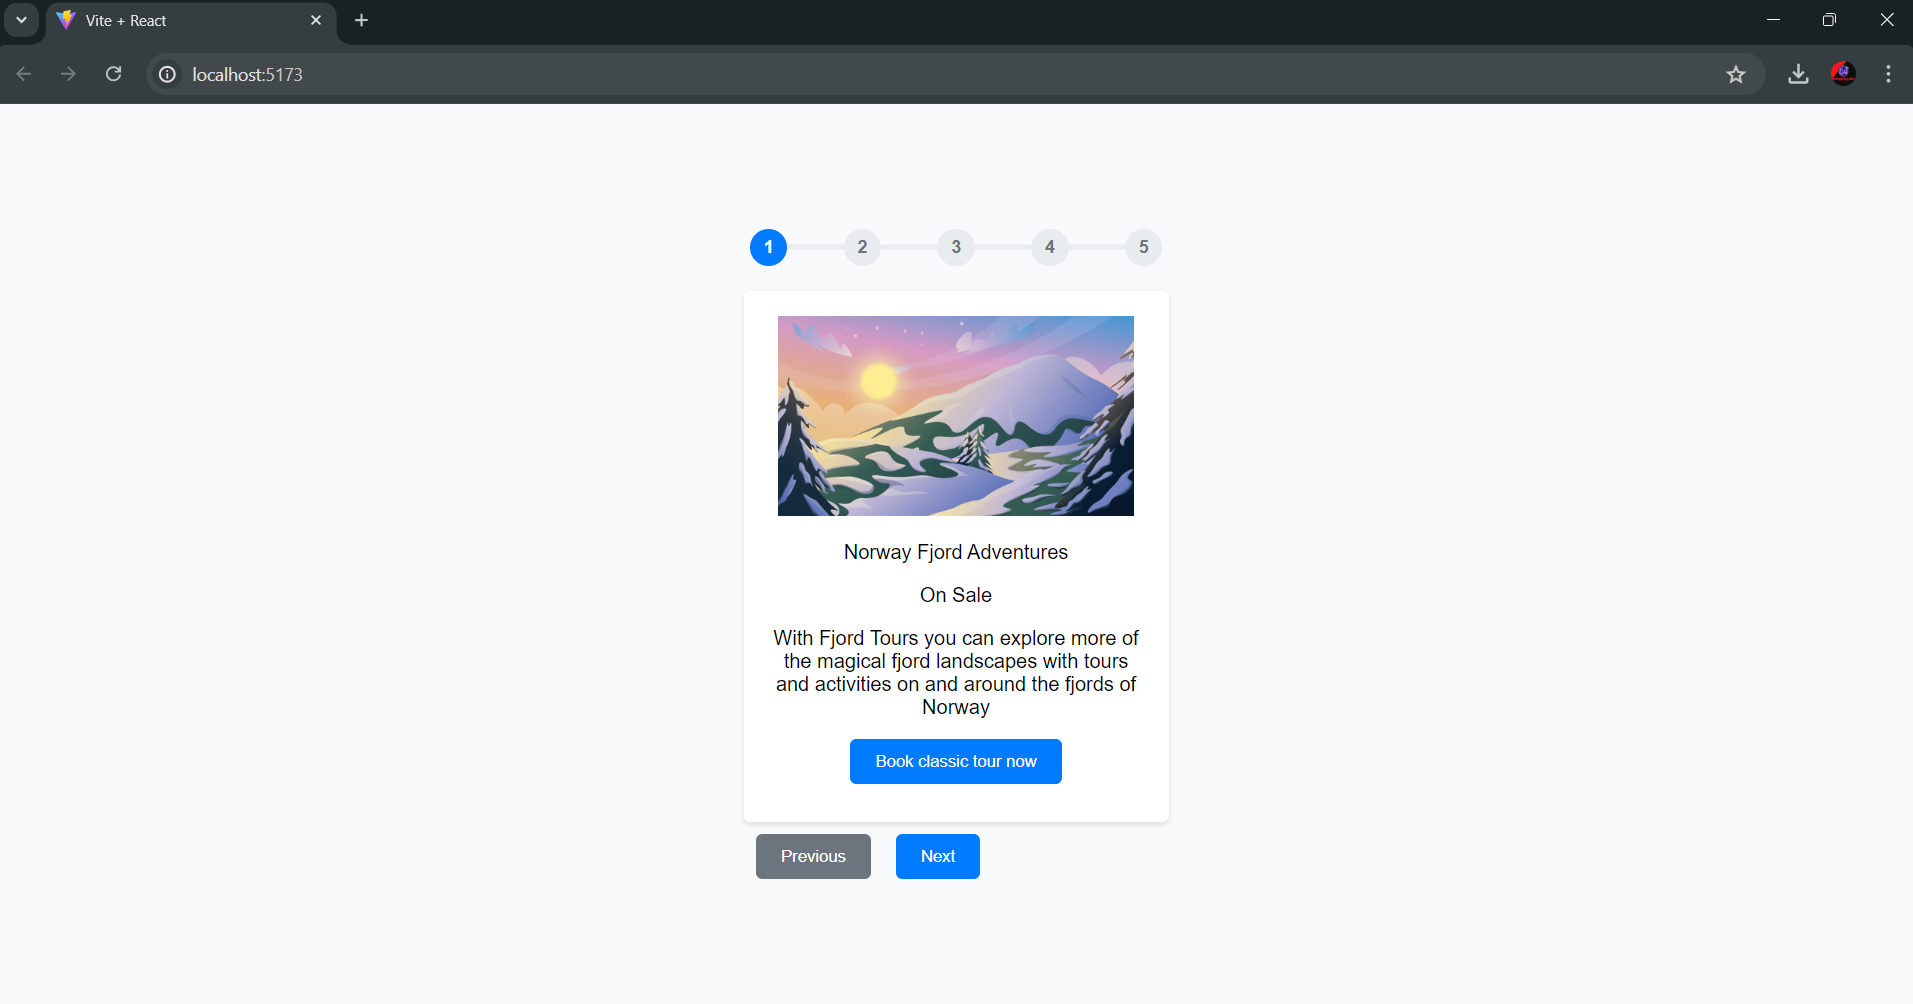 Vite + React
localhost:5173
1 2 3 4 5
Norway Fjord Adventures
On Sale
With Fjord Tours you can explore more of
the magical fjord landscapes with tours
and activities on and around the fjords of
Norway
Book classic tour now
Previous Next